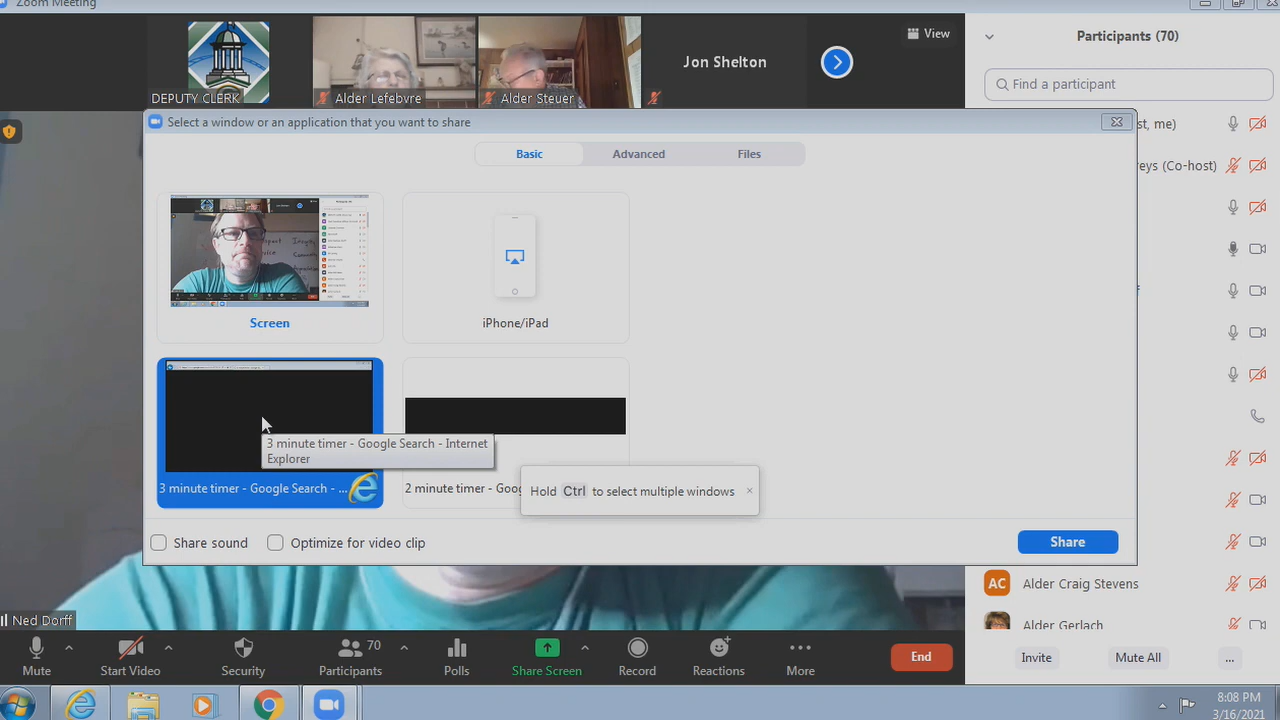 Zoom Meeting
View
DEPUTY CLERK
Alder Lefebvre
Alder Steuer
Jon Shelton
Participants (70)
Find a participant
Select a window or an application that you want to share
Basic
Advanced
Files
st, me)
eys (Co-host)
Screen
iPhone/iPad
3 minute timer - Google Search - Internet
Explorer
3 minute timer - Google Search - ...
2 minute timer - Goo
Hold Ctrl to select multiple windows
Share sound
Optimize for video clip
Share
AC
Alder Craig Stevens
Alder Gerlach
Ned Dorff
Mute
Start Video
Security
70
Participants
Polls
Share Screen
Record
Reactions
More
End
Invite
Mute All
...
8:08 PM
3/16/2021